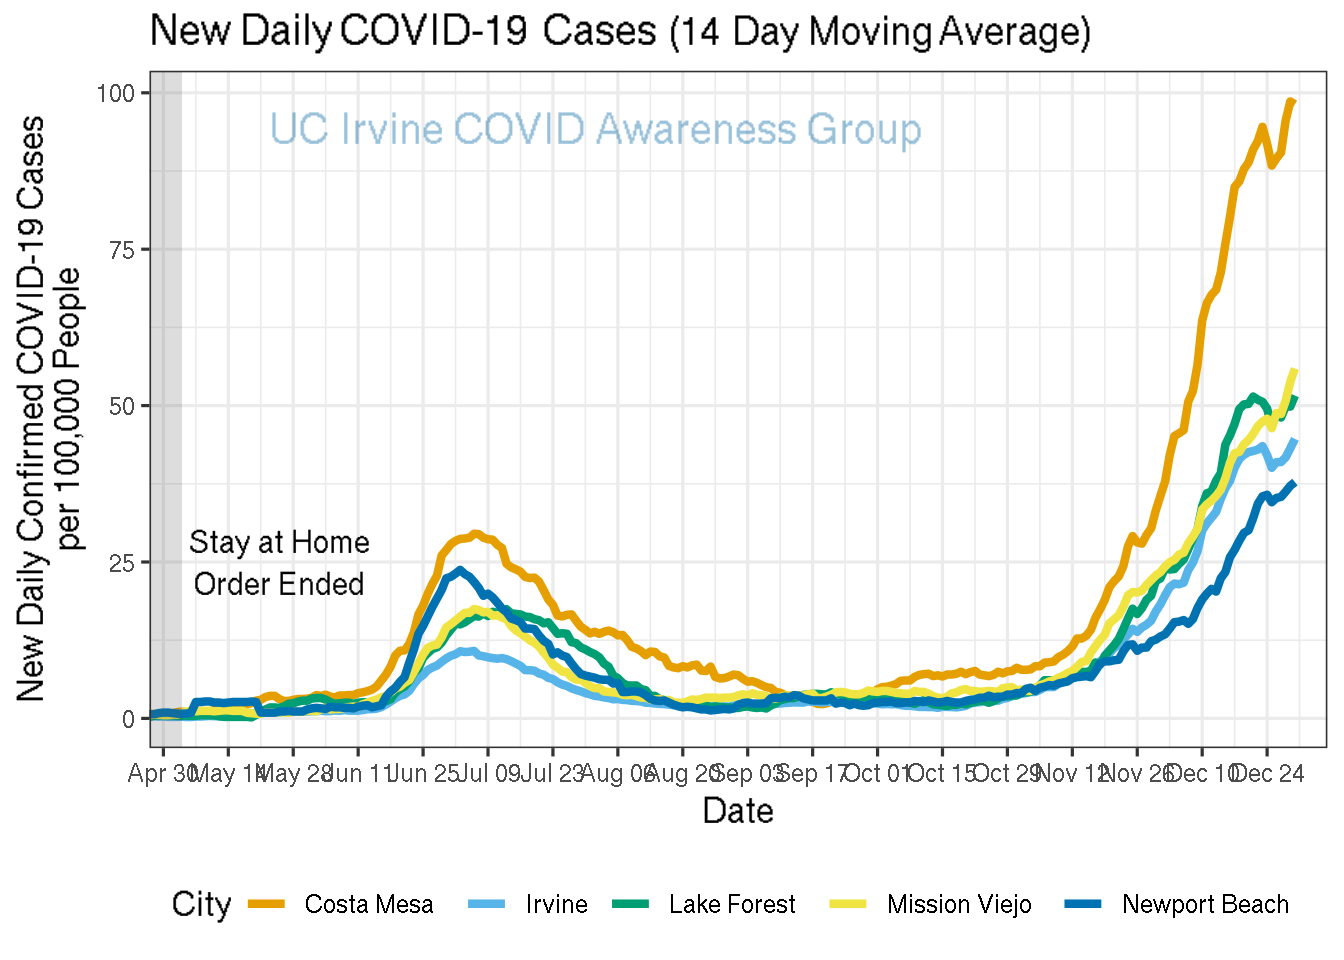 New Daily COVID-19 Cases (14 Day Moving Average)
UC Irvine COVID Awareness Group
New Daily Confirmed COVID-19 Cases
per 100,000 People
100
75
50
25
0
Stay at Home
Order Ended
Apr 30 May 14 May 28 Jun 11 Jun 25 Jul 09 Jul 23 Aug 06 Aug 20 Sep 03 Sep 17 Oct 01 Oct 15 Oct 29 Nov 12 Nov 26 Dec 10 Dec 24
Date
City Costa Mesa Irvine Lake Forest Mission Viejo Newport Beach